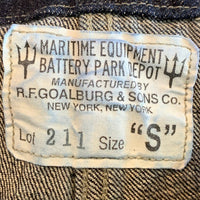 MARITIME EQUIPMENT
BATTERY PARK DEPOT
MANUFACTURED BY
R.F.GOALBURG & SONS Co.
NEW YORK, NEW YORK
Lot 211 Size "S"